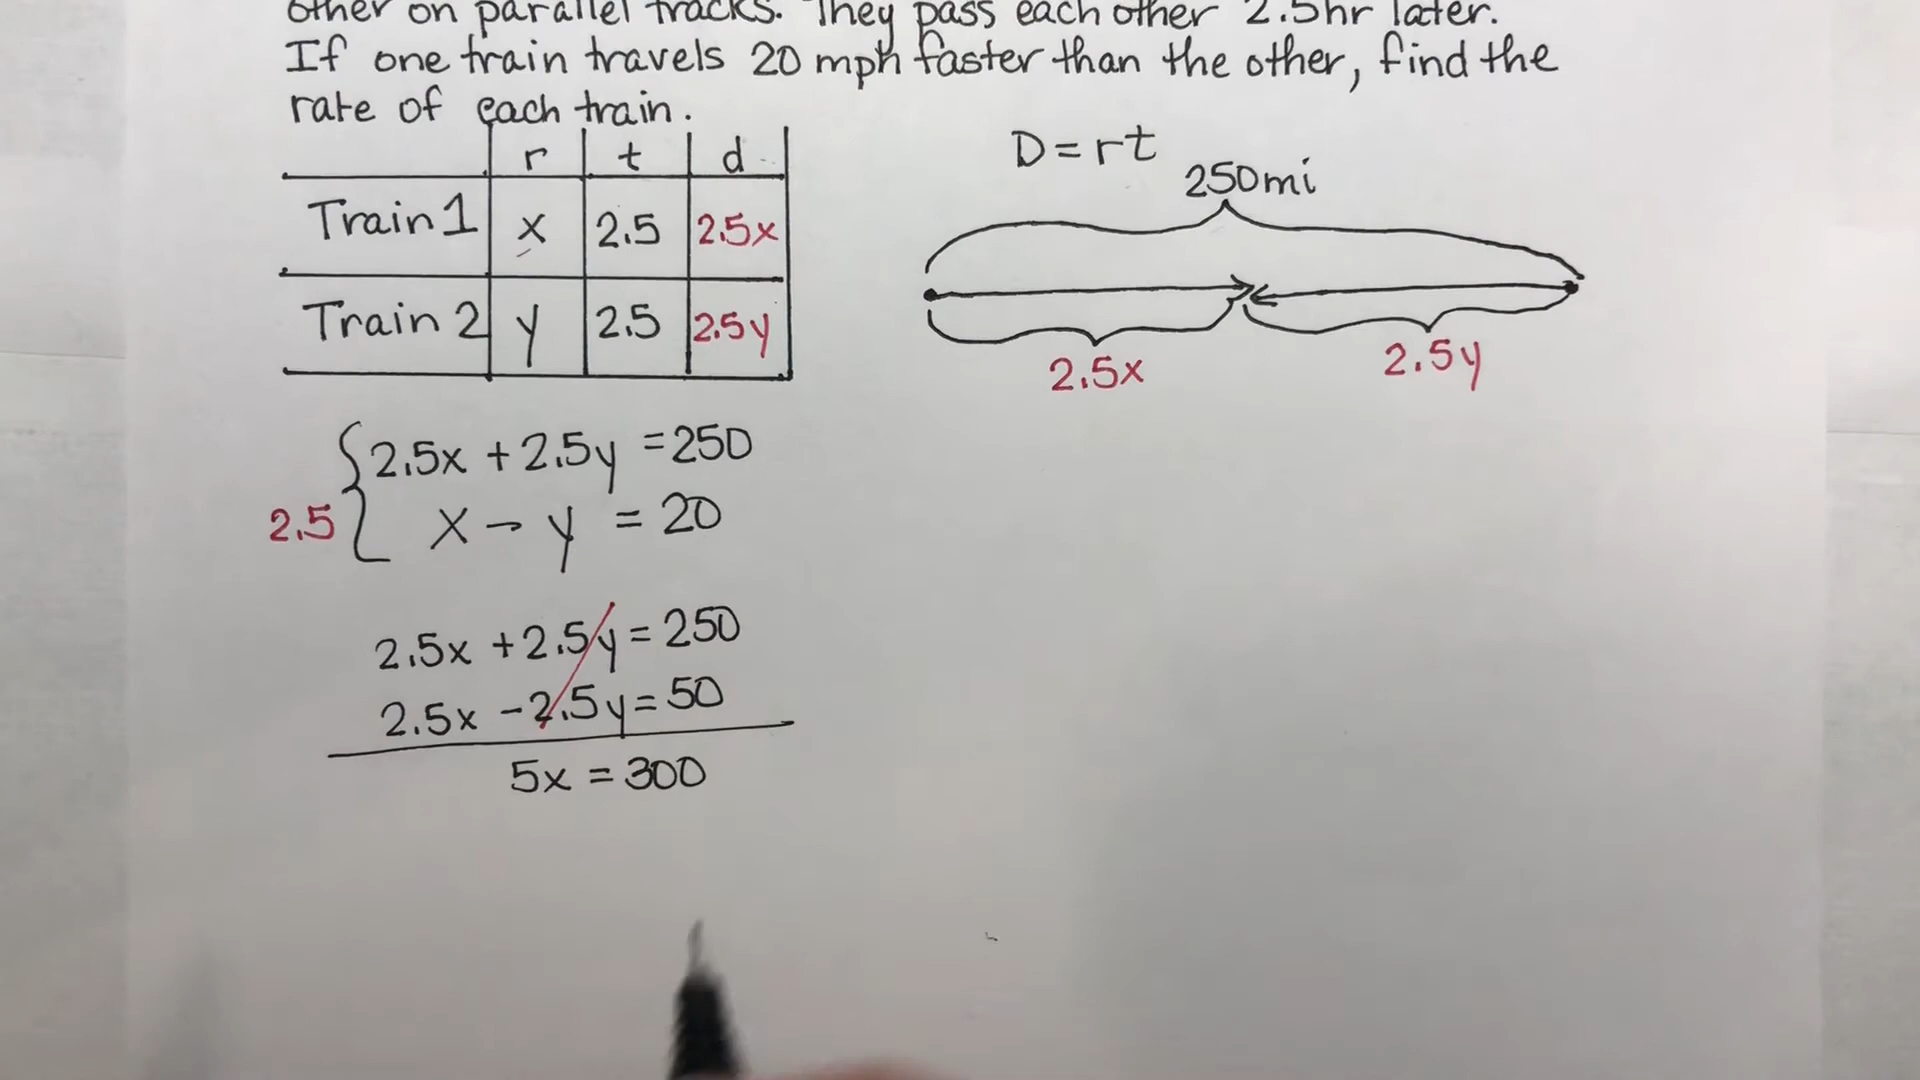 other on parallel tracks. They pass each other 2.5hr later.
If one train travels 20 mph faster than the other, find the
rate of each train.
r t d
Train 1 x 2.5 2.5x
Train 2 y 2.5 2.5y
D=rt
250mi
2.5x 2.5y
2.5x + 2.5y = 250
2.5 x - y = 20
2.5x + 2.5y = 250
2.5x - 2.5y = 50
5x = 300